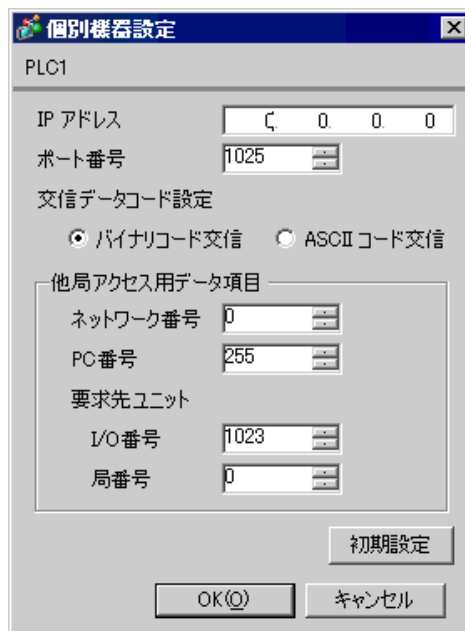 個別機器設定
PLC1
IP アドレス 0. 0. 0. 0
ポート番号 1025
交信データコード設定
バイナリコード交信 ASCII コード交信
他局アクセス用データ項目
ネットワーク番号 0
PC番号 255
要求先ユニット
I/O番号 1023
局番号 0
初期設定
OK(O) キャンセル